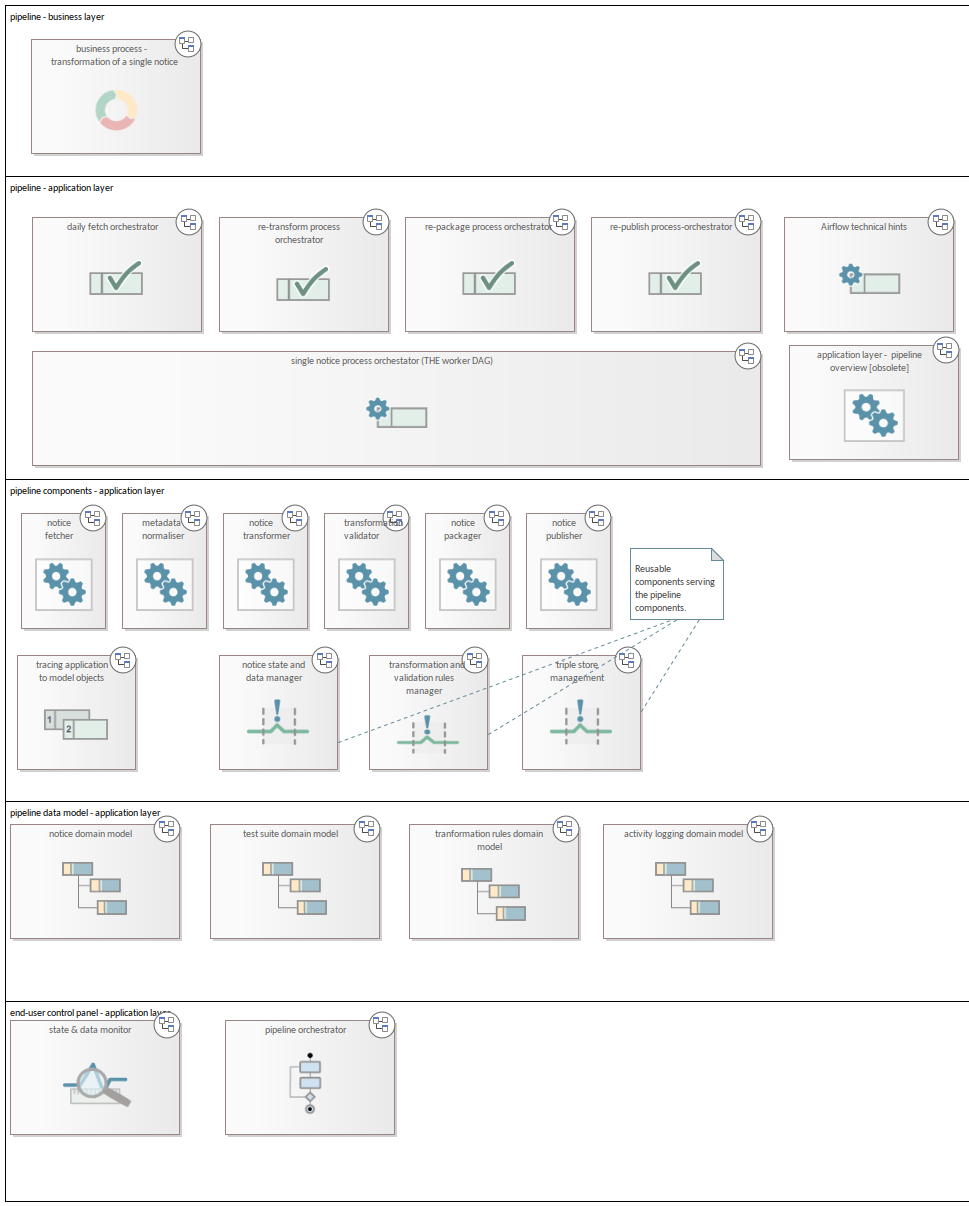 pipeline - business layer
business process -
transformation of a single notice
pipeline - application layer
daily fetch orchestrator
re-transform process
orchestrator
re-package process orchestrator
re-publish process-orchestrator
Airflow technical hints
single notice process orchestator (THE worker DAG)
application layer - pipeline
overview [obsolete]
pipeline components - application layer
notice
fetcher
metadata
normaliser
notice
transformer
transformation
validator
notice
packager
notice
publisher
Reusable
components serving
the pipeline
components.
tracing application
to model objects
notice state and
data manager
transformation and
validation rules
manager
triple store
management
1
2
pipeline data model - application layer
notice domain model
test suite domain model
tranformation rules domain
model
activity logging domain model
end-user control panel - application layer
state & data monitor
pipeline orchestrator